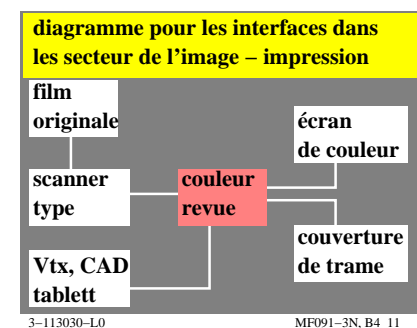 diagramme pour les interfaces dans
les secteur de l’image – impression
film
originale
écran
de couleur
scanner
type
couleur
revue
couverture
de trame
Vtx, CAD
tablett
3–113030–L0
MF091–3N, B4 11